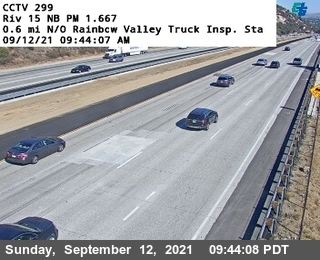 CCTV 299
Riv 15 NB PM 1.667
0.6 mi N/O Rainbow Valley Truck Insp. Sta
09/12/21 09:44:07 AM
Sunday, September 12, 2021 09:44:08 PDT